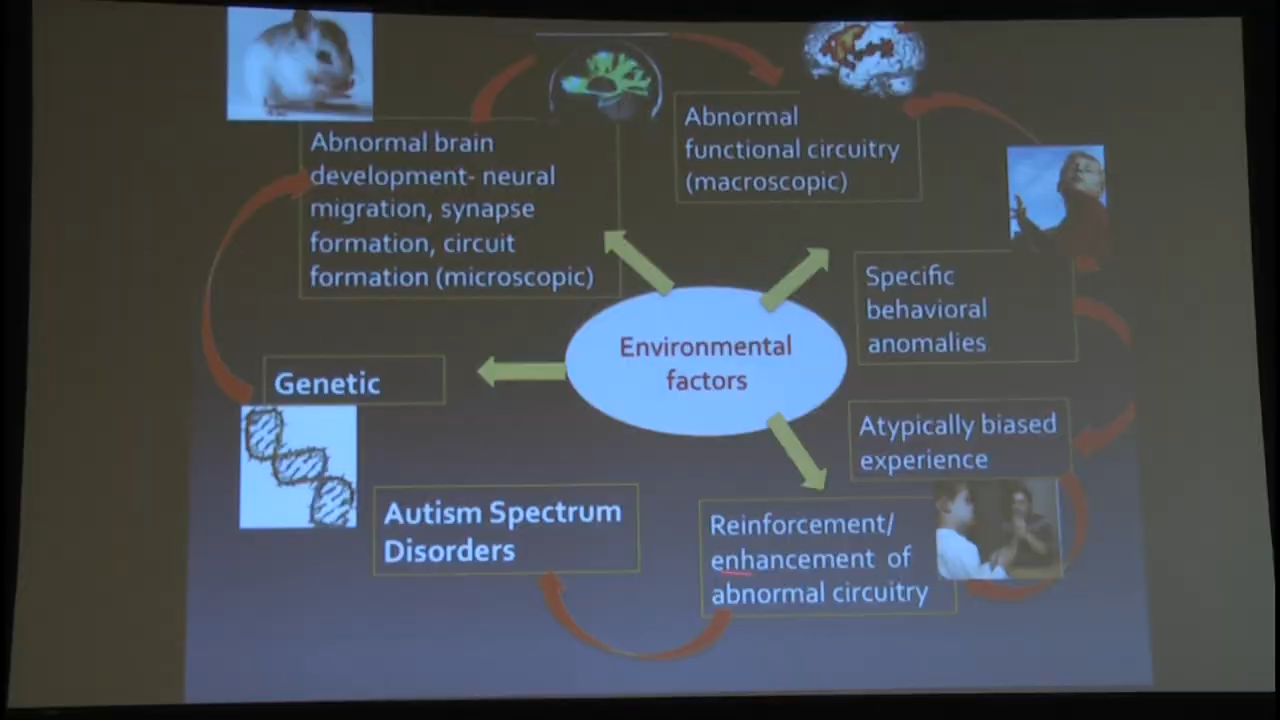 Abnormal brain
development- neural
migration, synapse
formation, circuit
formation (microscopic)
Abnormal
functional circuitry
(macroscopic)
Specific
behavioral
anomalies
Environmental
factors
Genetic
Atypically biased
experience
Autism Spectrum
Disorders
Reinforcement/
enhancement of
abnormal circuitry